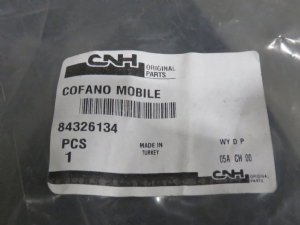 CNH ORIGINAL
PARTS
COFANO MOBILE
84326134
PCS
1
MADE IN
TURKEY
WY D P
05A CH 00
CNH ORIGINAL
PARTS